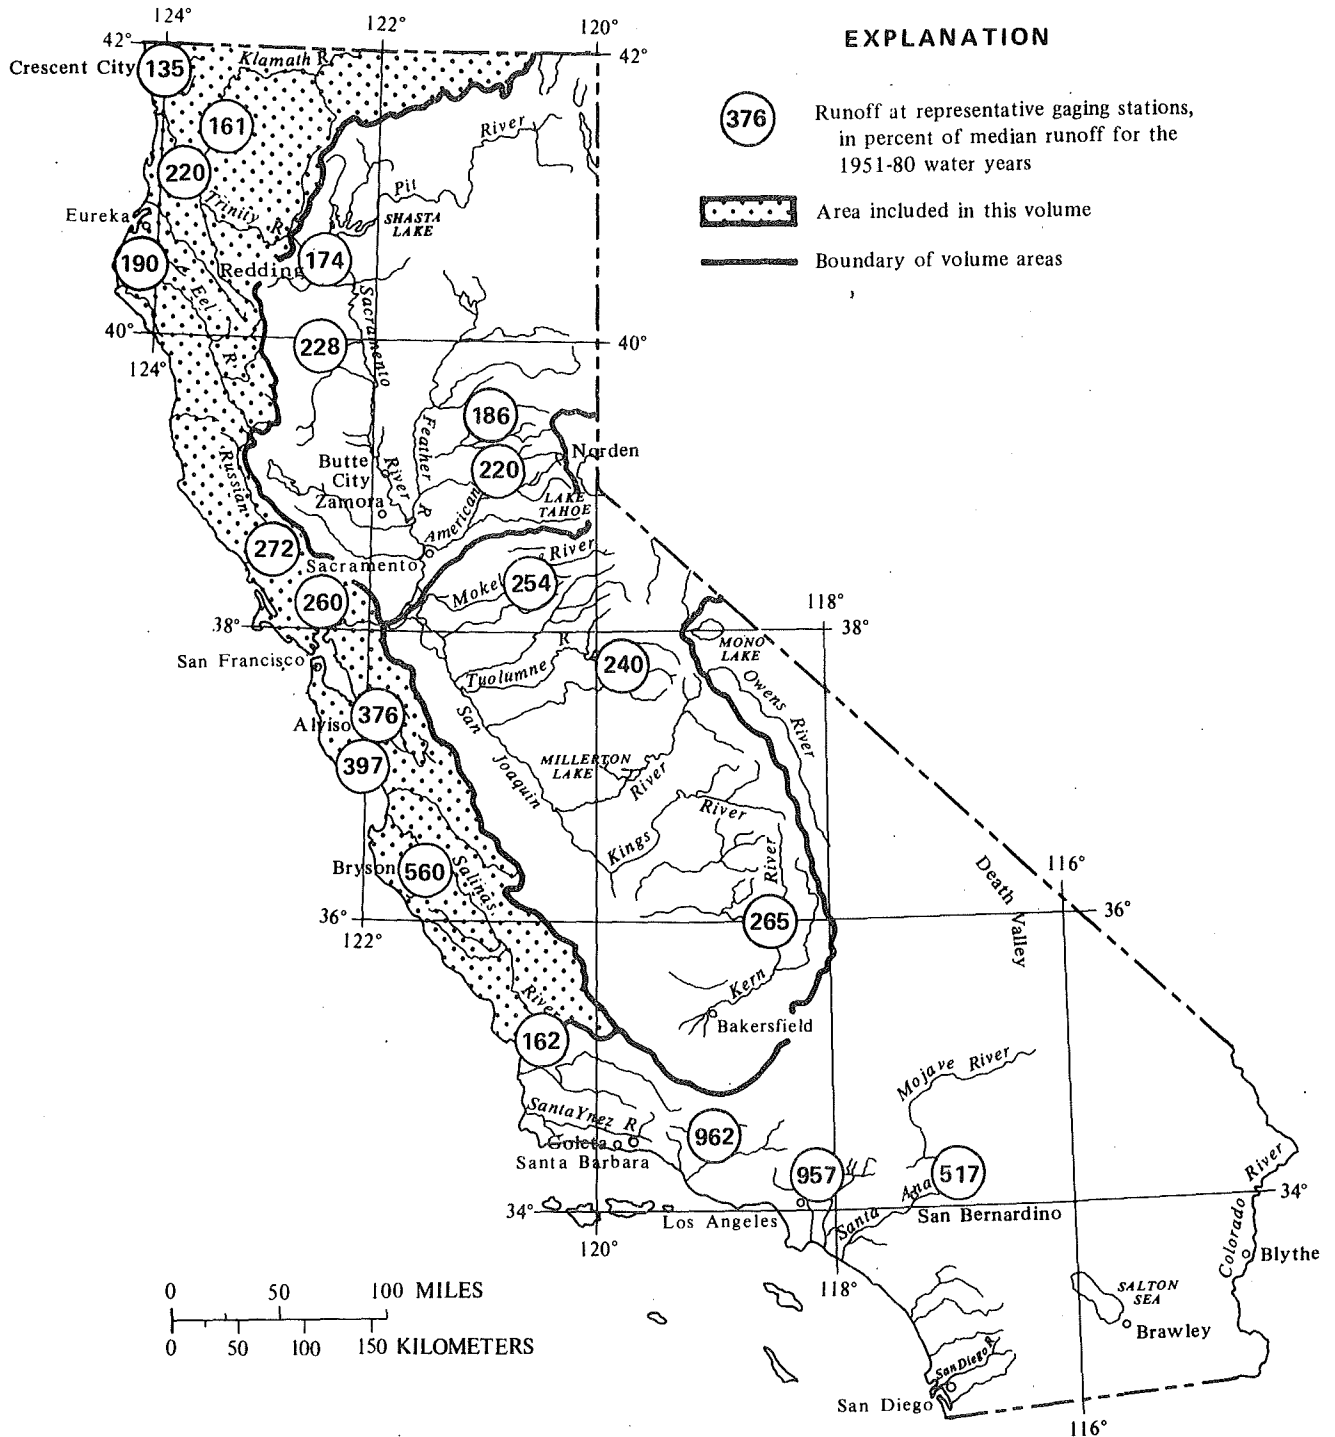 124°
122°
120°
42°
42°
EXPLANATION
Crescent City
135
Klamath R
376
Runoff at representative gaging stations,
in percent of median runoff for the
1951-80 water years
161
River
220
Pit
Trinity
R
SHASTA
LAKE
Area included in this volume
Eureka
190
Redding
174
Boundary of volume areas
Eel
R
Sacramento
River
40°
40°
124°
228
186
Feather
R
Russian
Butte
City
220
Norden
Zamora
American
LAKE
TAHOE
272
Sacramento
River
Mokel
254
260
118°
38°
38°
San Francisco
R
Tuolumne
240
MONO
LAKE
Owens
River
Alviso
376
San
Joaquin
397
MILLERTON
LAKE
River
River
Kings
Bryson
560
Salinas
River
River
Death Valley
116°
36°
36°
122°
265
Kern
Bakersfield
162
Mojave River
Santa Ynez R
Goleta
Santa Barbara
962
957
517
Santa Ana
San Bernardino
34°
34°
Los Angeles
120°
118°
Colorado River
Blythe
SALTON
SEA
Brawley
0 50 100 MILES
0 50 100 150 KILOMETERS
San Diego R
San Diego
116°